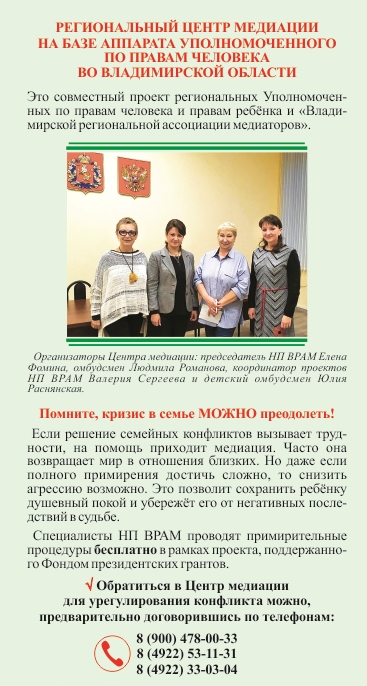 РЕГИОНАЛЬНЫЙ ЦЕНТР МЕДИАЦИИ
НА БАЗЕ АППАРАТА УПОЛНОМОЧЕННОГО
ПО ПРАВАМ ЧЕЛОВЕКА
ВО ВЛАДИМИРСКОЙ ОБЛАСТИ
Это совместный проект региональных Уполномочен-
ных по правам человека и правам ребёнка и «Влади-
мирской региональной ассоциации медиаторов».
Организаторы Центра медиации: председатель НП ВРАМ Елена
Фомина, омбудсмен Людмила Романова, координатор проектов
НП ВРАМ Валерия Сергеева и детский омбудсмен Юлия
Раснянская.
Помните, кризис в семье МОЖНО преодолеть!
Если решение семейных конфликтов вызывает труд-
ности, на помощь приходит медиация. Часто она
возвращает мир в отношения близких. Но даже если
полного примирения достичь сложно, то снизить
агрессию возможно. Это позволит сохранить ребёнку
душевный покой и убережёт его от негативных после-
дствий в судьбе.
Специалисты НП ВРАМ проводят примирительные
процедуры бесплатно в рамках проекта, поддержанно-
го Фондом президентских грантов.
√ Обратиться в Центр медиации
для урегулирования конфликта можно,
предварительно договорившись по телефонам:
8 (900) 478-00-33
8 (4922) 53-11-31
8 (4922) 33-03-04